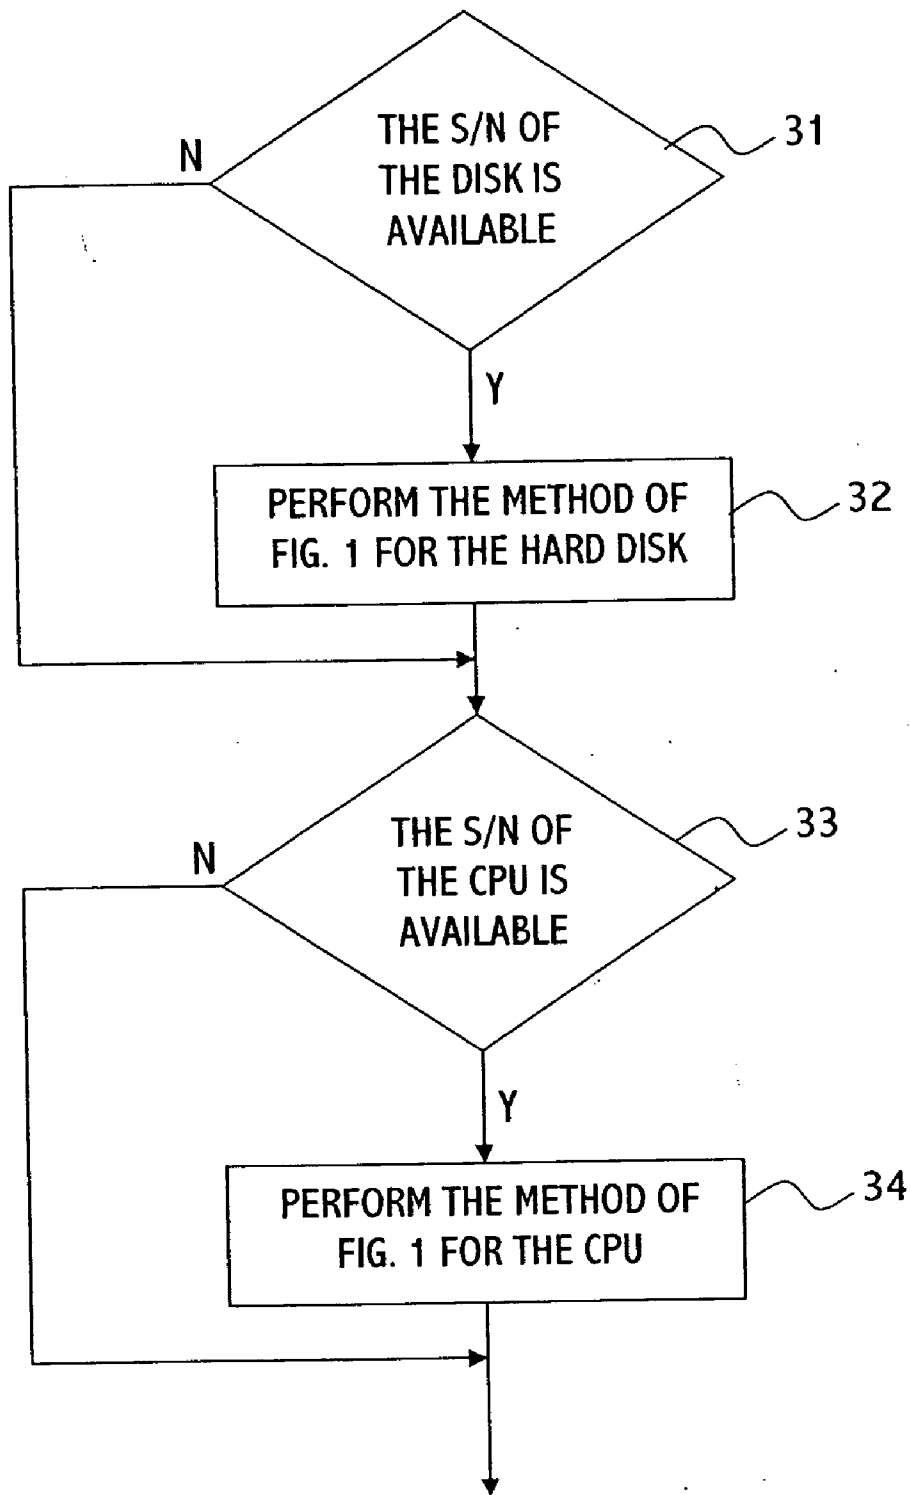 THE S/N OF
THE DISK IS
AVAILABLE
31
N
Y
PERFORM THE METHOD OF
FIG. 1 FOR THE HARD DISK
32
THE S/N OF
THE CPU IS
AVAILABLE
33
N
Y
PERFORM THE METHOD OF
FIG. 1 FOR THE CPU
34